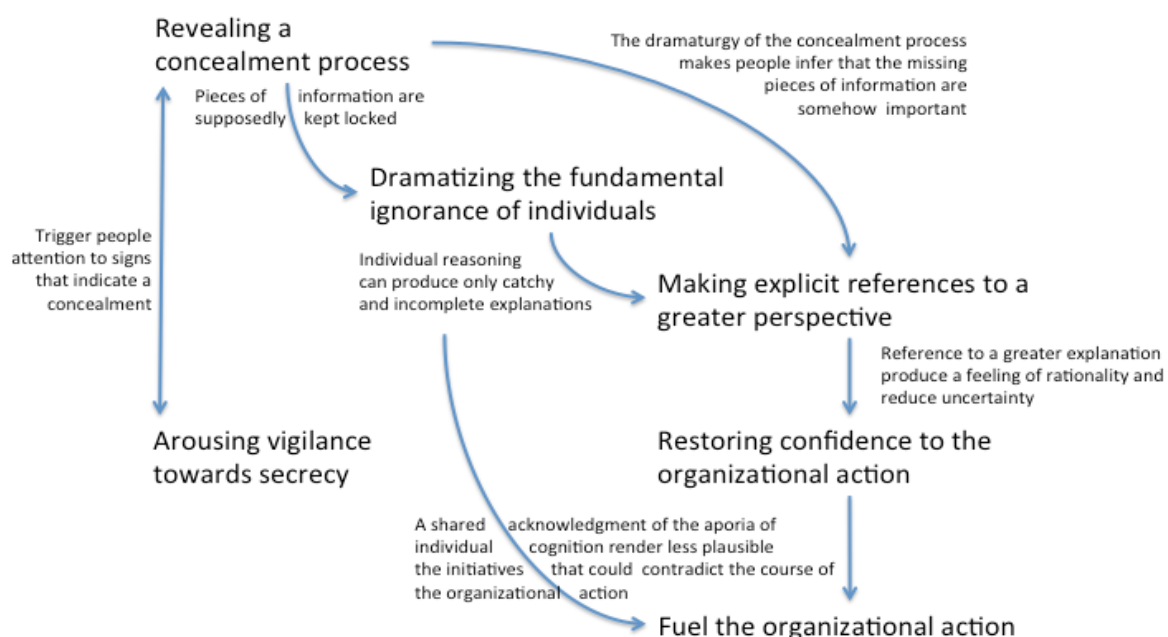 Revealing a
concealment process
The dramaturgy of the concealment process
makes people infer that the missing
pieces of information are
somehow important
Pieces of information are
supposedly kept locked
Dramatizing the fundamental
ignorance of individuals
Trigger people
attention to signs
that indicate a
concealment
Individual reasoning
can produce only catchy
and incomplete explanations
Making explicit references to a
greater perspective
Reference to a greater explanation
produce a feeling of rationality and
reduce uncertainty
Arousing vigilance
towards secrecy
Restoring confidence to the
organizational action
A shared acknowledgment of the aporia of
individual cognition render less plausible
the initiatives that could contradict the course of
the organizational action
Fuel the organizational action